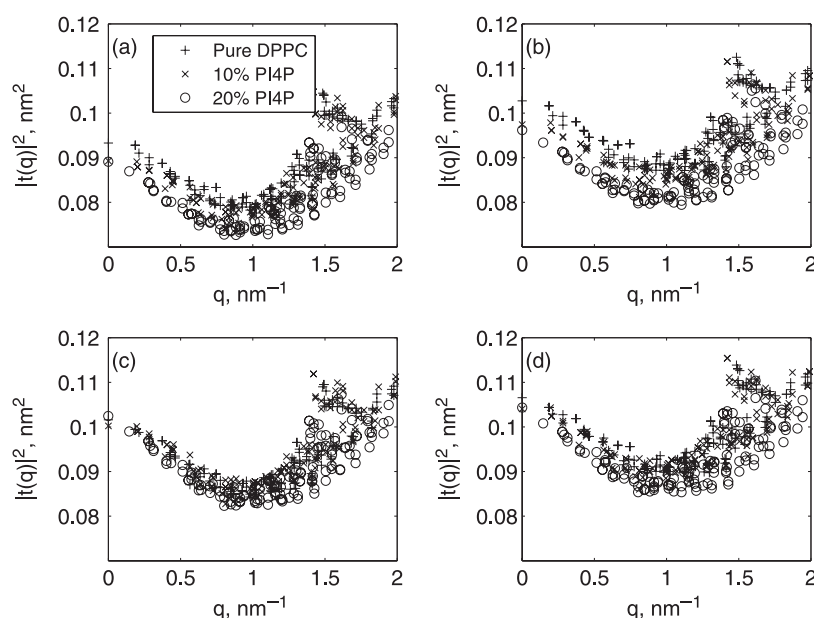 (a)
+ Pure DPPC
× 10% PI4P
○ 20% PI4P
0.12
0.11
0.1
0.09
0.08
|t(q)|², nm²
0 0.5 1 1.5 2
q, nm⁻¹
(b)
0.12
0.11
0.1
0.09
0.08
|t(q)|², nm²
0 0.5 1 1.5 2
q, nm⁻¹
(c)
0.12
0.11
0.1
0.09
0.08
|t(q)|², nm²
0 0.5 1 1.5 2
q, nm⁻¹
(d)
0.12
0.11
0.1
0.09
0.08
|t(q)|², nm²
0 0.5 1 1.5 2
q, nm⁻¹